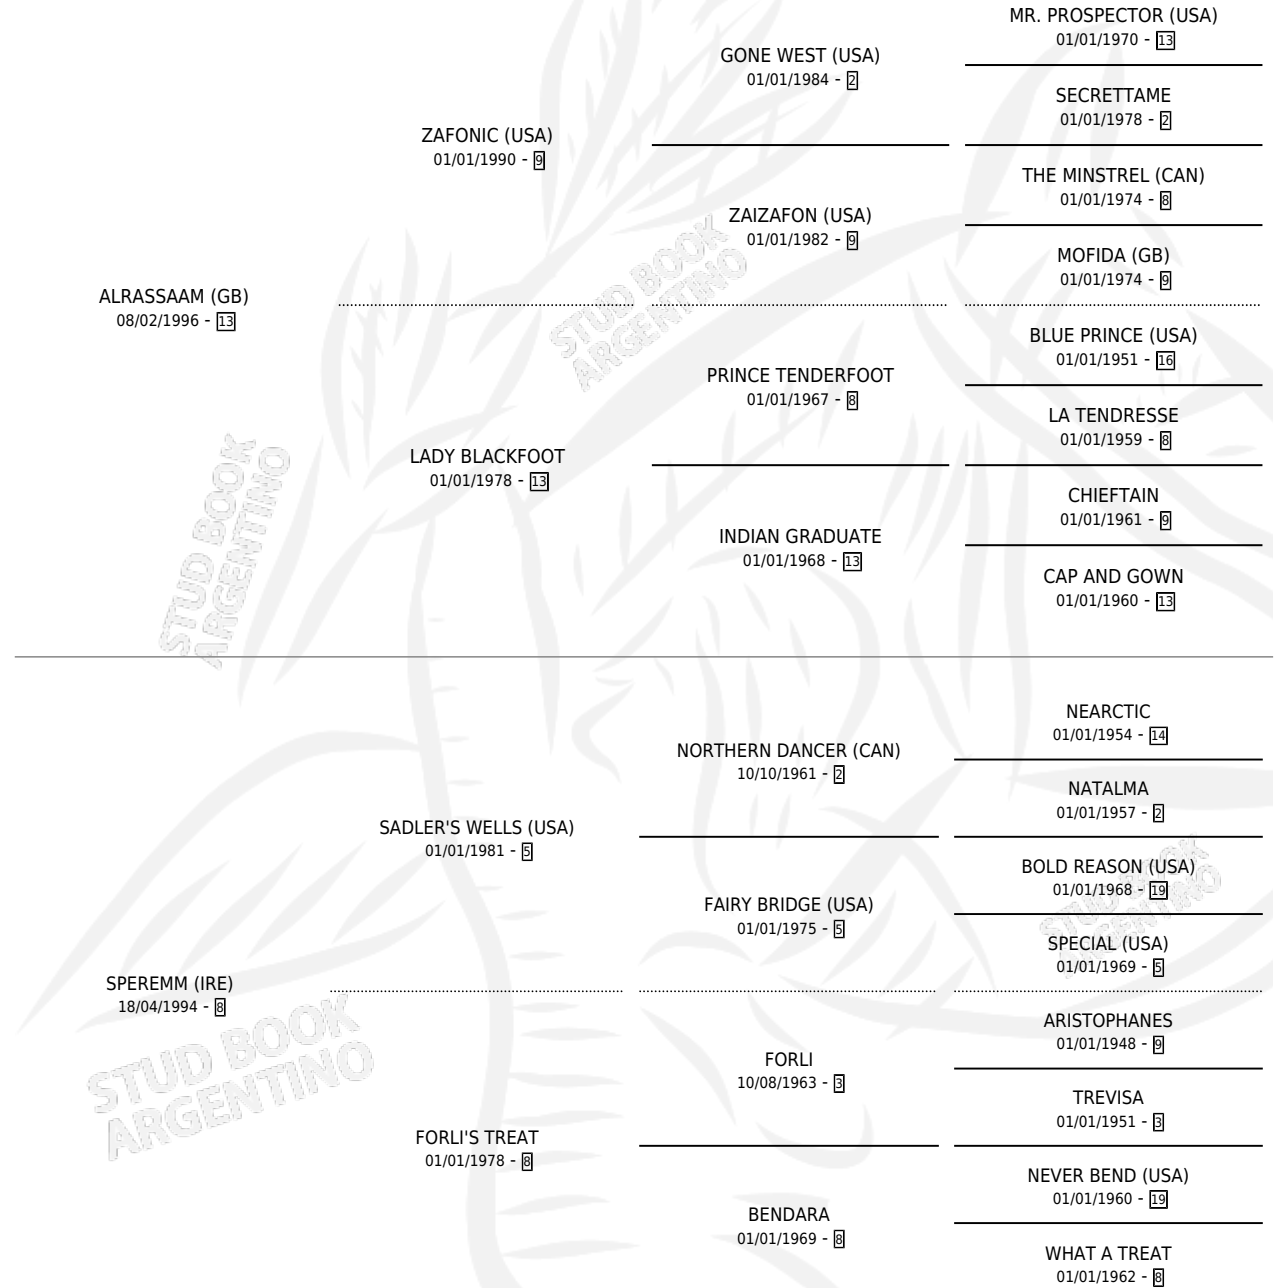 MR. PROSPECTOR (USA)
01/01/1970 - 13
GONE WEST (USA)
01/01/1984 - 2
SECRETTAME
01/01/1978 - 2
ZAFONIC (USA)
01/01/1990 - 9
THE MINSTREL (CAN)
01/01/1974 - 8
ZAIZAFON (USA)
01/01/1982 - 9
MOFIDA (GB)
01/01/1974 - 9
ALRASSAAM (GB)
08/02/1996 - 13
BLUE PRINCE (USA)
01/01/1951 - 16
PRINCE TENDERFOOT
01/01/1967 - 8
LA TENDRESSE
01/01/1959 - 8
LADY BLACKFOOT
01/01/1978 - 13
CHIEFTAIN
01/01/1961 - 9
INDIAN GRADUATE
01/01/1968 - 13
CAP AND GOWN
01/01/1960 - 13
STUD BOOK
ARGENTINO
STUD BOOK
ARGENTINO
NEARCTIC
01/01/1954 - 14
NORTHERN DANCER (CAN)
10/10/1961 - 2
NATALMA
01/01/1957 - 2
SADLER'S WELLS (USA)
01/01/1981 - 5
BOLD REASON (USA)
01/01/1968 - 19
FAIRY BRIDGE (USA)
01/01/1975 - 5
SPECIAL (USA)
01/01/1969 - 5
STUD BOOK
ARGENTINO
SPEREMM (IRE)
18/04/1994 - 8
ARISTOPHANES
01/01/1948 - 9
FORLI
10/08/1963 - 3
TREVISA
01/01/1951 - 3
FORLI'S TREAT
01/01/1978 - 8
NEVER BEND (USA)
01/01/1960 - 19
BENDARA
01/01/1969 - 8
WHAT A TREAT
01/01/1962 - 8
STUD BOOK
ARGENTINO